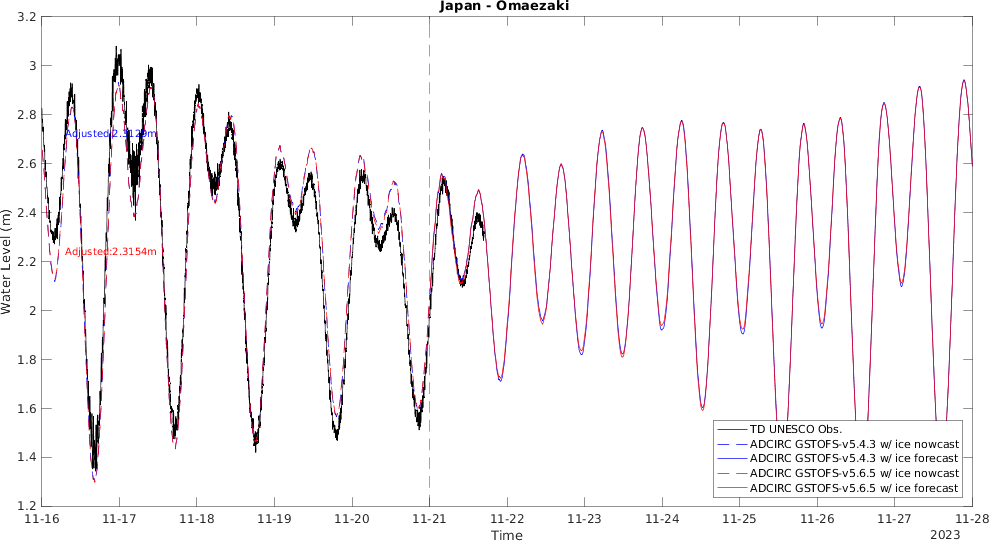 Japan - Omaezaki
3.2
3
2.8
2.6
2.4
2.2
2
1.8
1.6
1.4
1.2
Water Level (m)
Adjusted:2.3129m
Adjusted:2.3154m
TD UNESCO Obs.
ADCIRC GSTOFS-v5.4.3 w/ ice nowcast
ADCIRC GSTOFS-v5.4.3 w/ ice forecast
ADCIRC GSTOFS-v5.6.5 w/ ice nowcast
ADCIRC GSTOFS-v5.6.5 w/ ice forecast
11-16 11-17 11-18 11-19 11-20 11-21 11-22 11-23 11-24 11-25 11-26 11-27 11-28
Time
2023